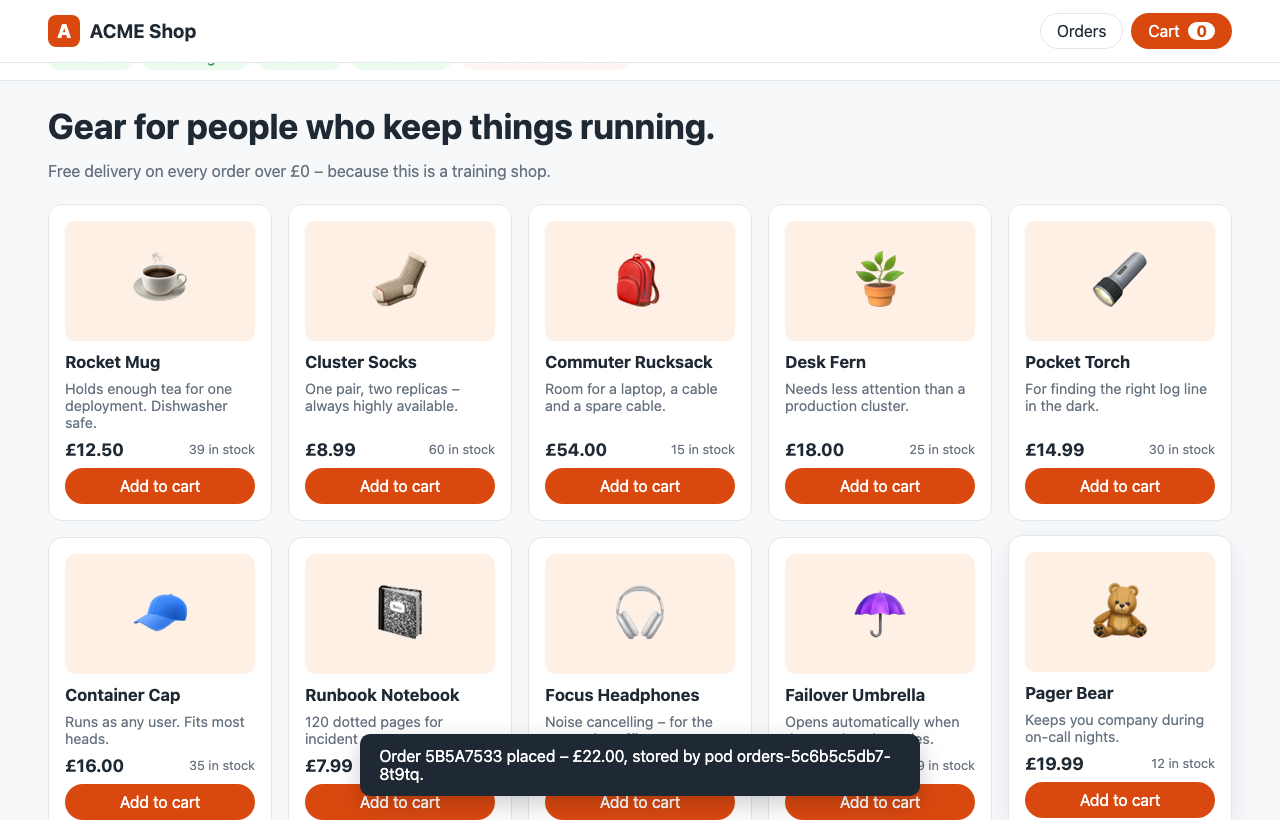 A ACME Shop
Orders
Cart 0
Gear for people who keep things running.
Free delivery on every order over £0 – because this is a training shop.
Rocket Mug
Holds enough tea for one
deployment. Dishwasher
safe.
£12.50 39 in stock
Add to cart
Cluster Socks
One pair, two replicas –
always highly available.
£8.99 60 in stock
Add to cart
Commuter Rucksack
Room for a laptop, a cable
and a spare cable.
£54.00 15 in stock
Add to cart
Desk Fern
Needs less attention than a
production cluster.
£18.00 25 in stock
Add to cart
Pocket Torch
For finding the right log line
in the dark.
£14.99 30 in stock
Add to cart
Container Cap
Runs as any user. Fits most
heads.
£16.00 35 in stock
Add to cart
Runbook Notebook
120 dotted pages for
incident
£7.99
Add to cart
Focus Headphones
Noise cancelling – for the
Add to cart
Failover Umbrella
Opens automatically when
in stock
Add to cart
Pager Bear
Keeps you company during
on-call nights.
£19.99 12 in stock
Add to cart
Order 5B5A7533 placed – £22.00, stored by pod orders-5c6b5c5db7-
8t9tq.